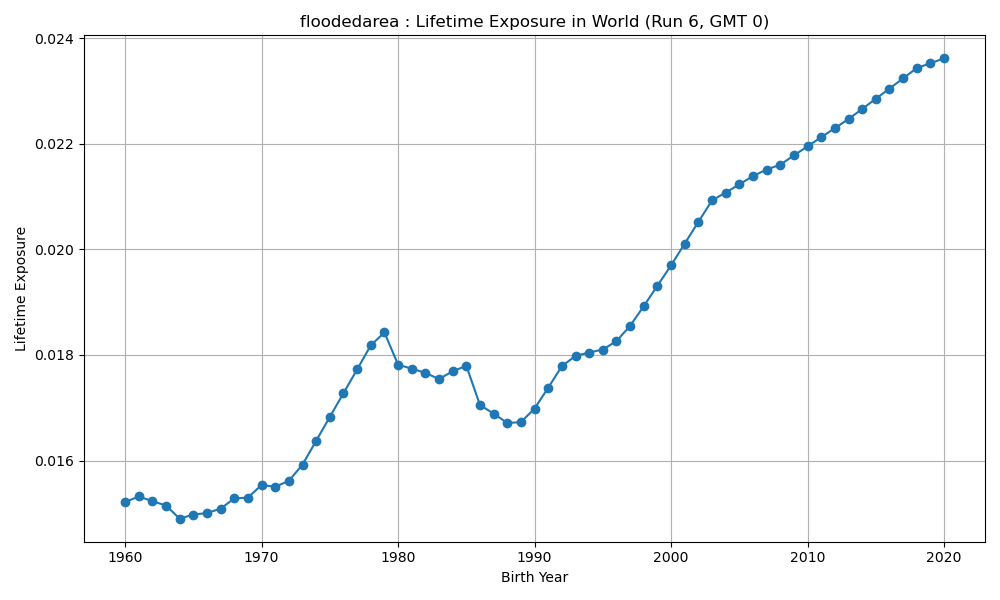 floodedarea : Lifetime Exposure in World (Run 6, GMT 0)
0.024
0.022
0.020
0.018
0.016
Lifetime Exposure
1960 1970 1980 1990 2000 2010 2020
Birth Year